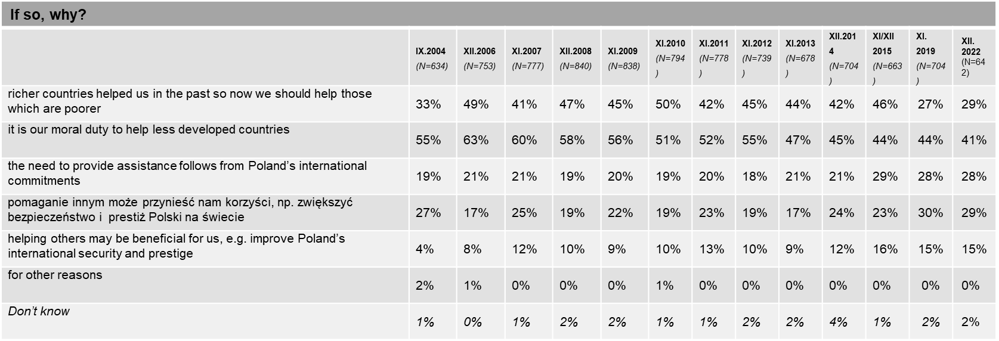 If so, why?
IX.2004 (N=634) XII.2006 (N=753) XI.2007 (N=777) XII.2008 (N=840) XI.2009 (N=838) XI.2010 (N=794) XI.2011 (N=778) XI.2012 (N=739) XI.2013 (N=678) XII.2014 (N=704) XI/XII 2015 (N=663) XI. 2019 (N=704) XII. 2022 (N=642)
richer countries helped us in the past so now we should help those
which are poorer
33% 49% 41% 47% 45% 50% 42% 45% 44% 42% 46% 27% 29%
it is our moral duty to help less developed countries
55% 63% 60% 58% 56% 51% 52% 55% 47% 45% 44% 44% 41%
the need to provide assistance follows from Poland's international
commitments
19% 21% 21% 19% 20% 19% 20% 18% 21% 21% 29% 28% 28%
pomaganie innym może przynieść nam korzyści, np. zwiększyć
bezpieczeństwo i prestiż Polski na świecie
27% 17% 25% 19% 22% 19% 23% 19% 17% 24% 23% 30% 29%
helping others may be beneficial for us, e.g. improve Poland's
international security and prestige
4% 8% 12% 10% 9% 10% 13% 10% 9% 12% 16% 15% 15%
for other reasons
2% 1% 0% 0% 0% 1% 0% 0% 0% 0% 0% 0% 0%
Don't know
1% 0% 1% 2% 2% 1% 1% 2% 2% 4% 1% 2% 2%